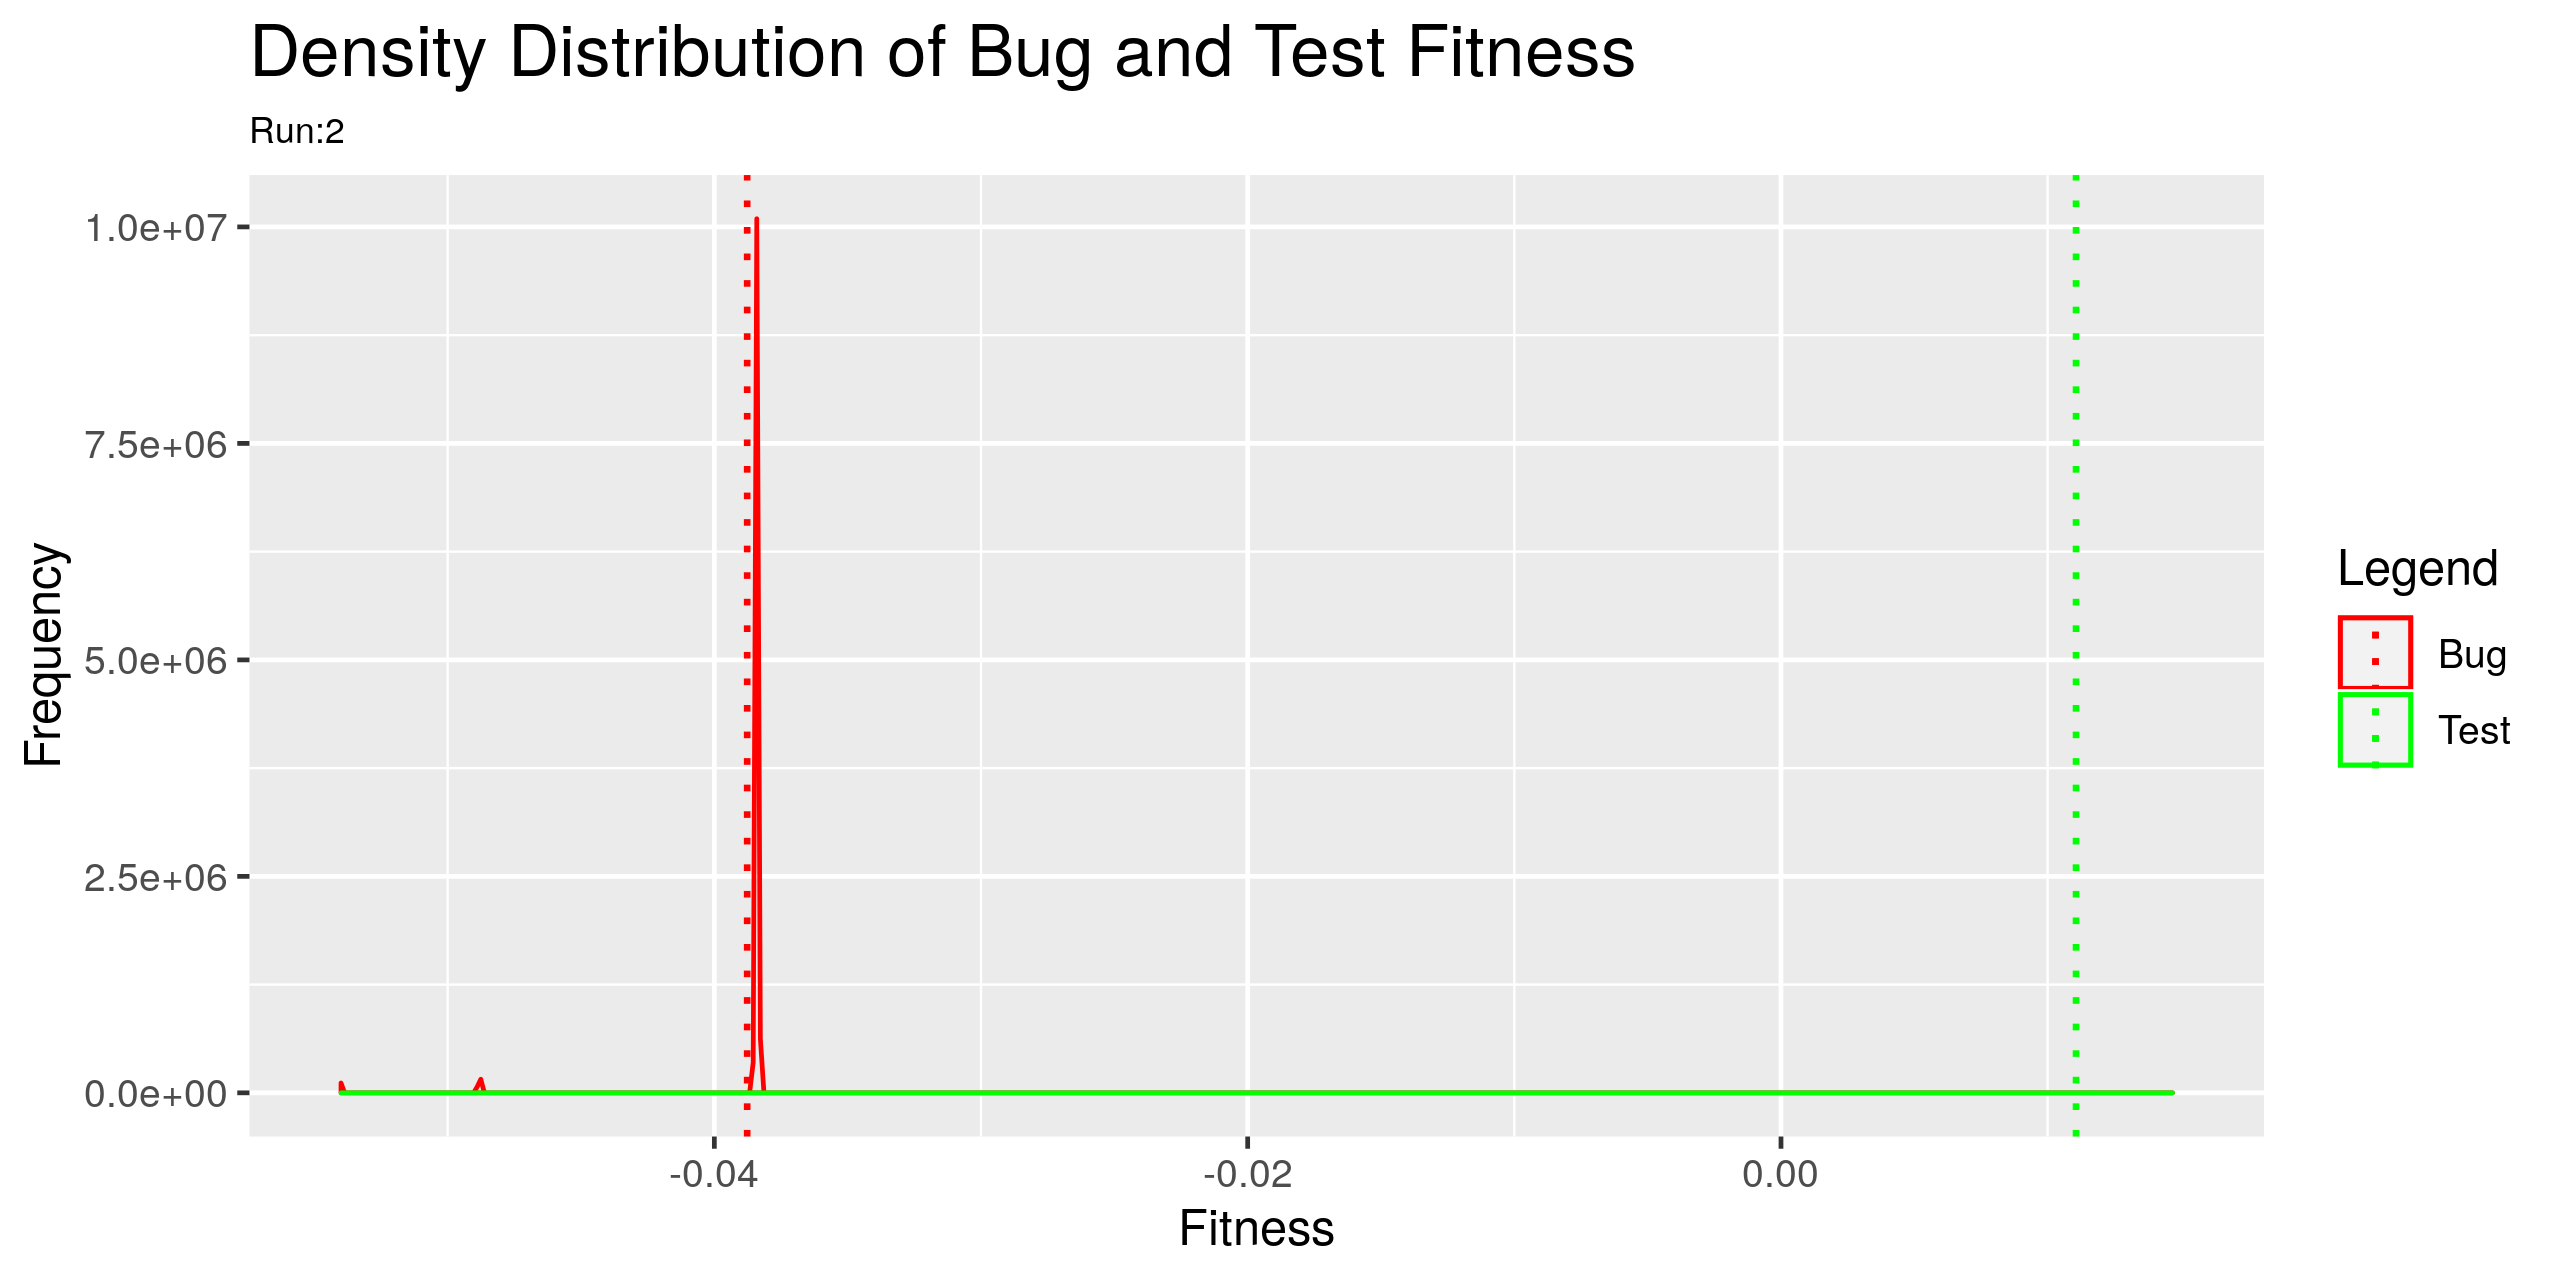 Density Distribution of Bug and Test Fitness
Run:2
1.0e+07
7.5e+06
5.0e+06
2.5e+06
0.0e+00
Frequency
-0.04
-0.02
0.00
Fitness
Legend
Bug
Test